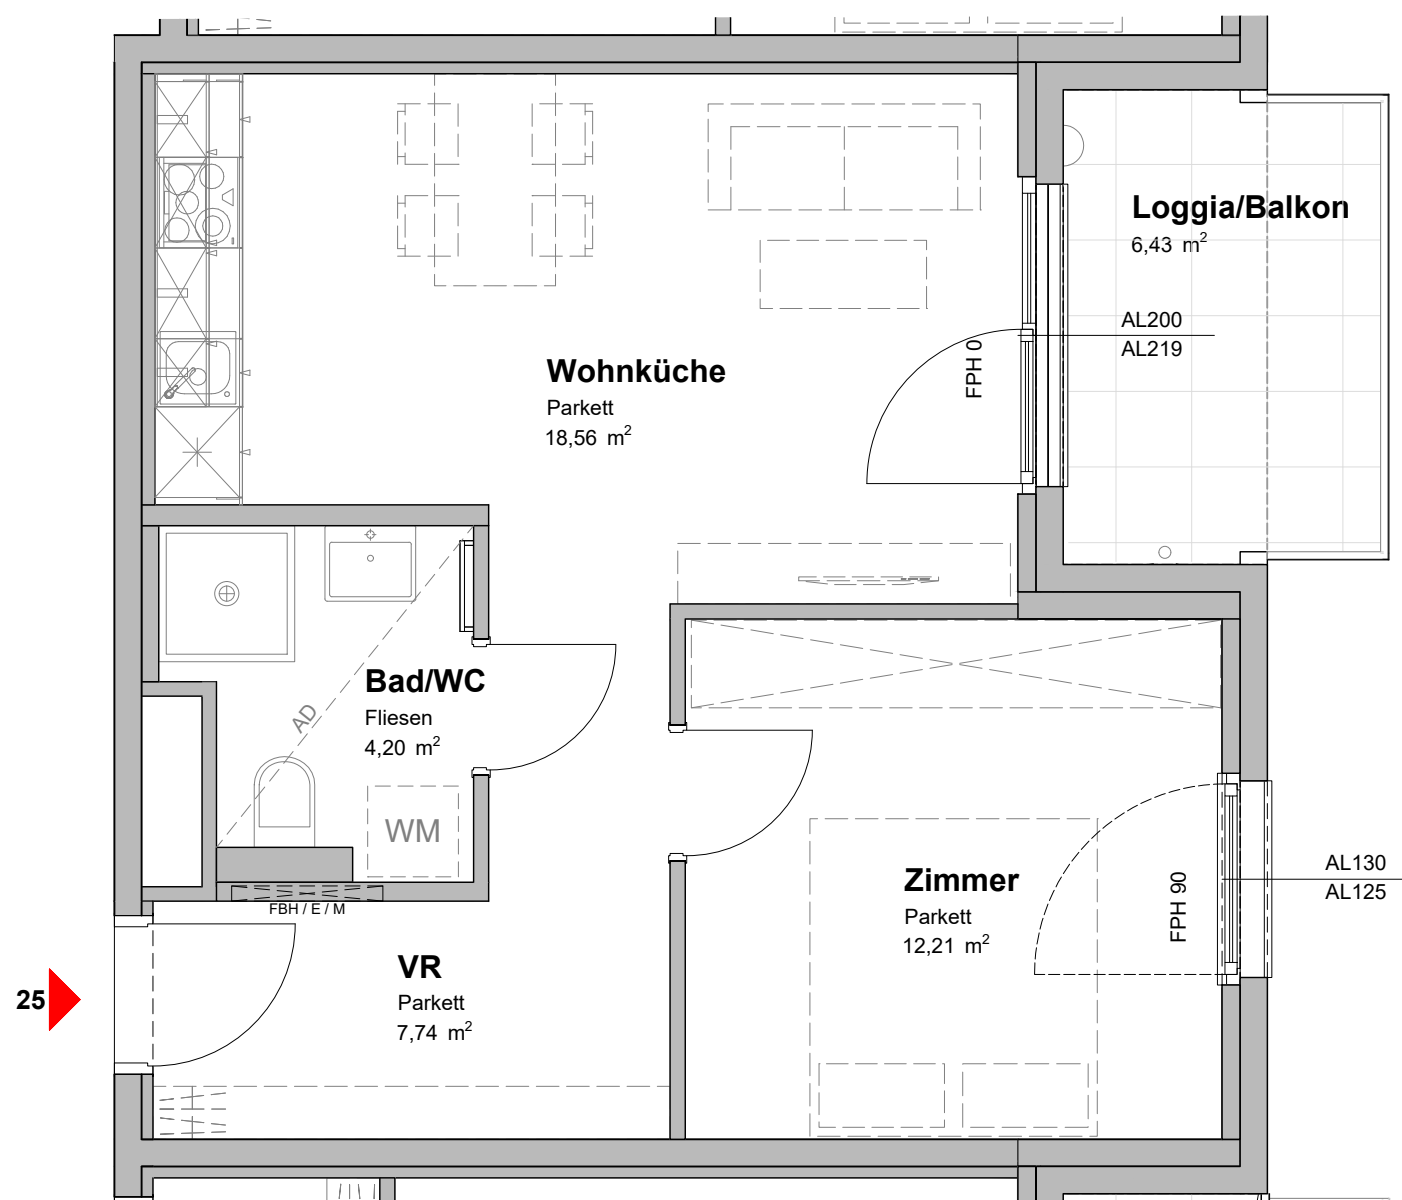 Loggia/Balkon
6,43 m²
AL200
AL219
FPH 0
Wohnküche
Parkett
18,56 m²
Bad/WC
Fliesen
4,20 m²
AD
WM
FBH / E / M
Zimmer
Parkett
12,21 m²
FPH 90
AL130
AL125
VR
Parkett
7,74 m²
25